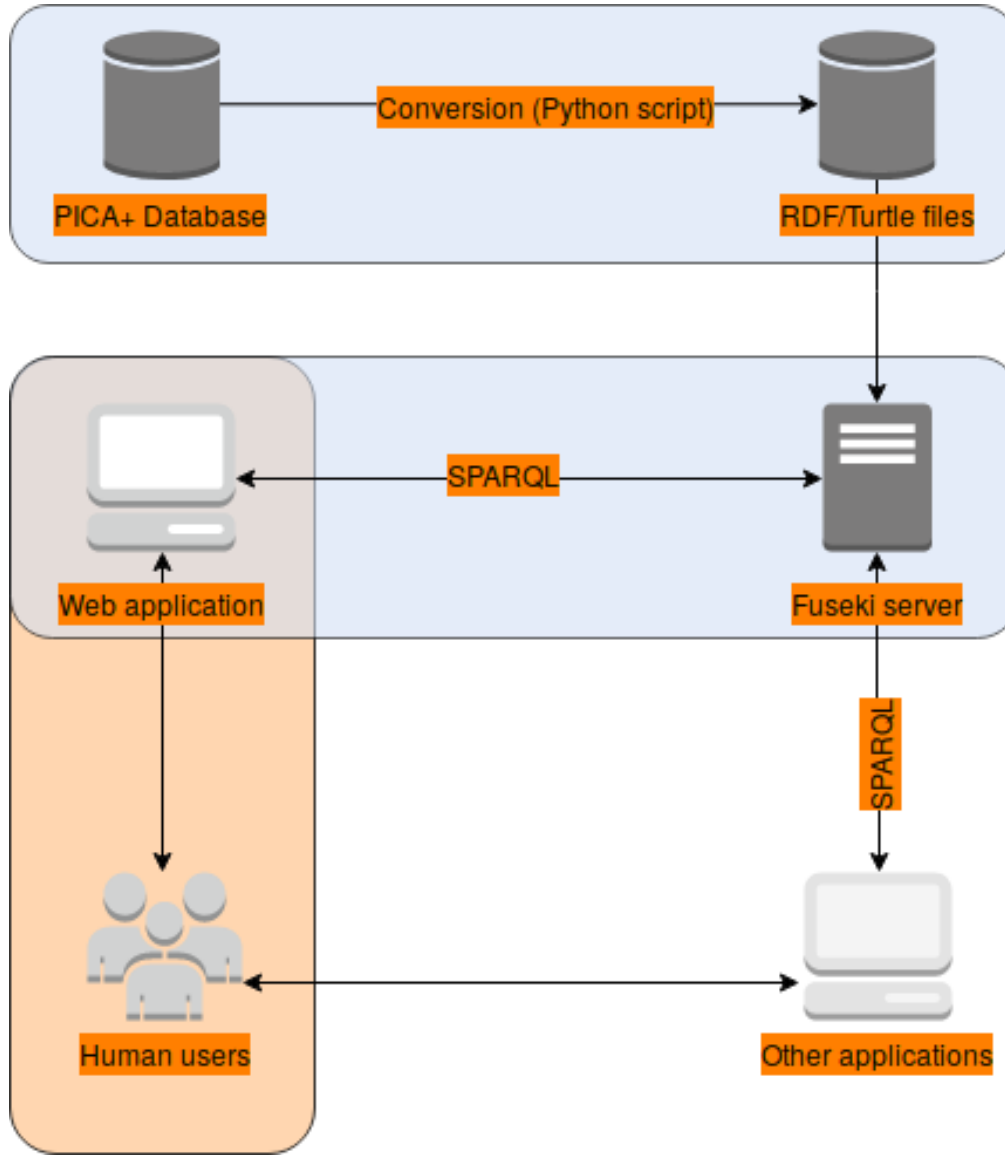 Conversion (Python script)
PICA+ Database
RDF/Turtle files
SPARQL
Web application
Fuseki server
SPARQL
Human users
Other applications